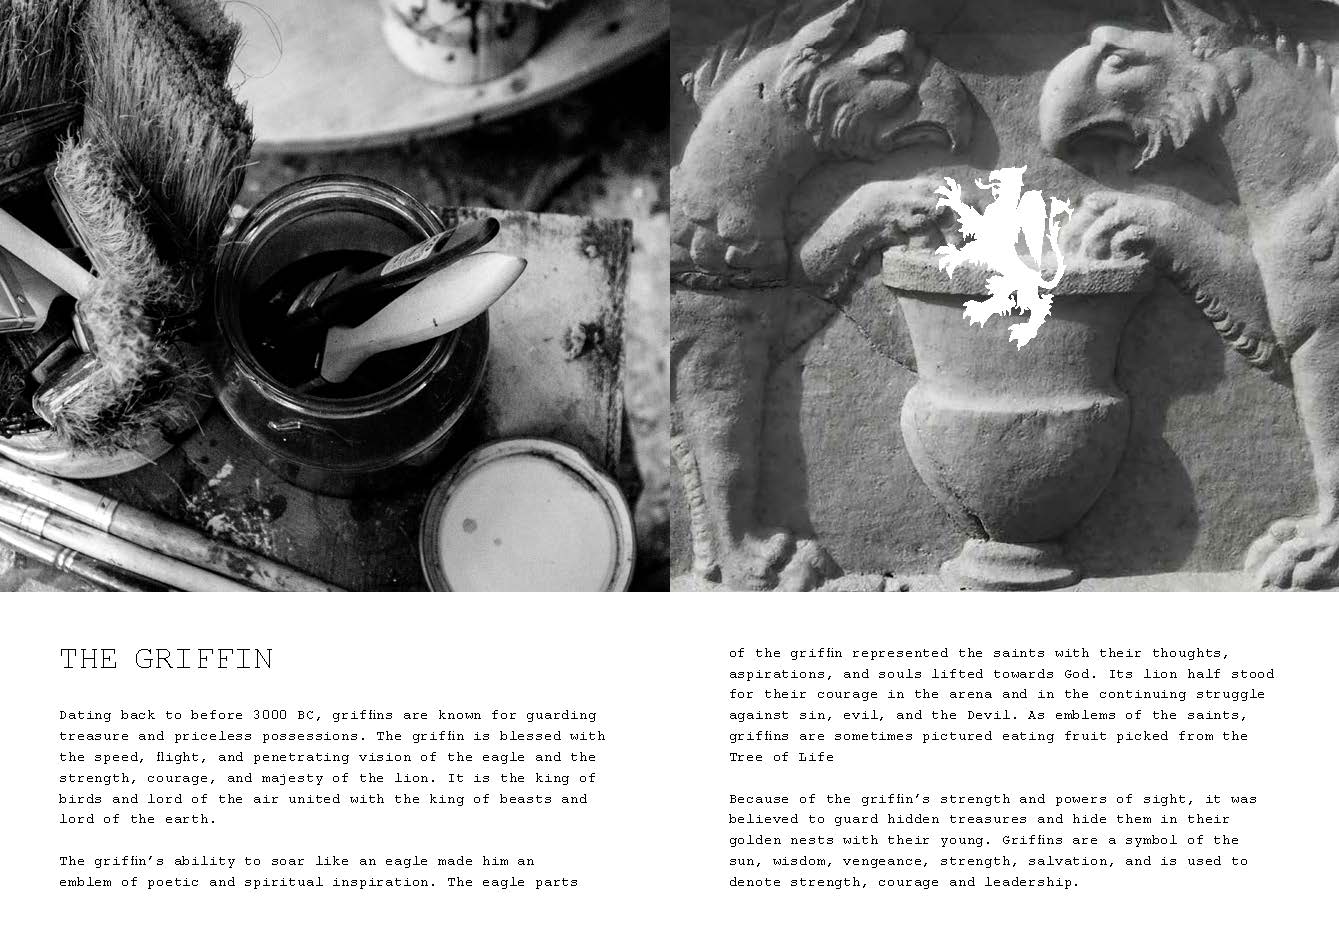 THE GRIFFIN
Dating back to before 3000 BC, griffins are known for guarding
treasure and priceless possessions. The griffin is blessed with
the speed, flight, and penetrating vision of the eagle and the
strength, courage, and majesty of the lion. It is the king of
birds and lord of the air united with the king of beasts and
lord of the earth.
The griffin’s ability to soar like an eagle made him an
emblem of poetic and spiritual inspiration. The eagle parts
of the griffin represented the saints with their thoughts,
aspirations, and souls lifted towards God. Its lion half stood
for their courage in the arena and in the continuing struggle
against sin, evil, and the Devil. As emblems of the saints,
griffins are sometimes pictured eating fruit picked from the
Tree of Life
Because of the griffin’s strength and powers of sight, it was
believed to guard hidden treasures and hide them in their
golden nests with their young. Griffins are a symbol of the
sun, wisdom, vengeance, strength, salvation, and is used to
denote strength, courage and leadership.